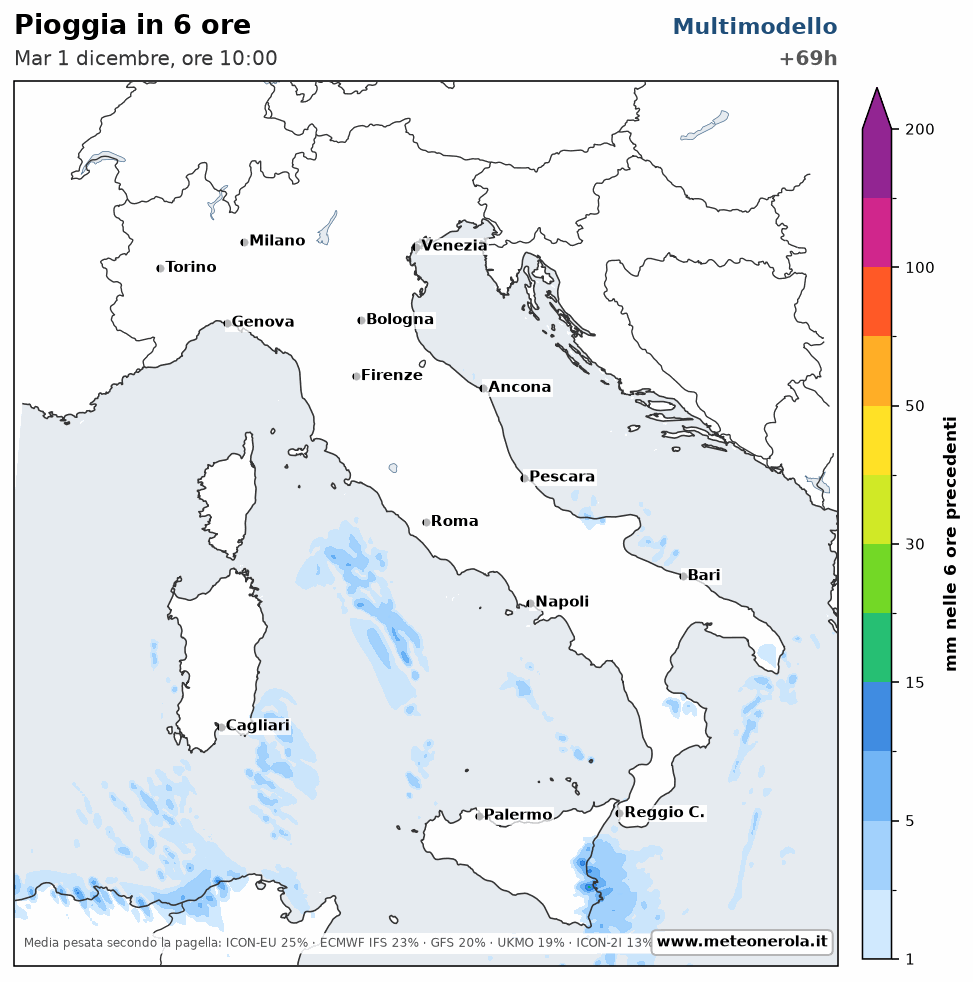 Pioggia in 6 ore
Multimodello
Mar 1 dicembre, ore 10:00
+69h
200
100
50
30
15
5
1
mm nelle 6 ore precedenti
Venezia
Milano
Torino
Genova
Bologna
Firenze
Ancona
Pescara
Roma
Bari
Napoli
Cagliari
Palermo
Reggio C.
Media pesata secondo la pagella: ICON-EU 25% · ECMWF IFS 23% · GFS 20% · UKMO 19% · ICON-2I 13%
www.meteonerola.it